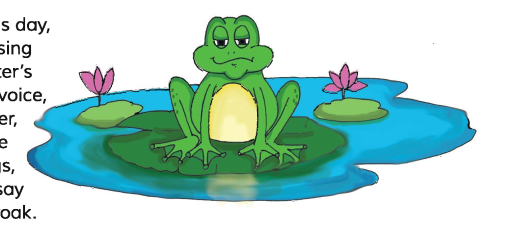 s day,
sing
ter's
voice,
er,
e
gs,
say
oak.